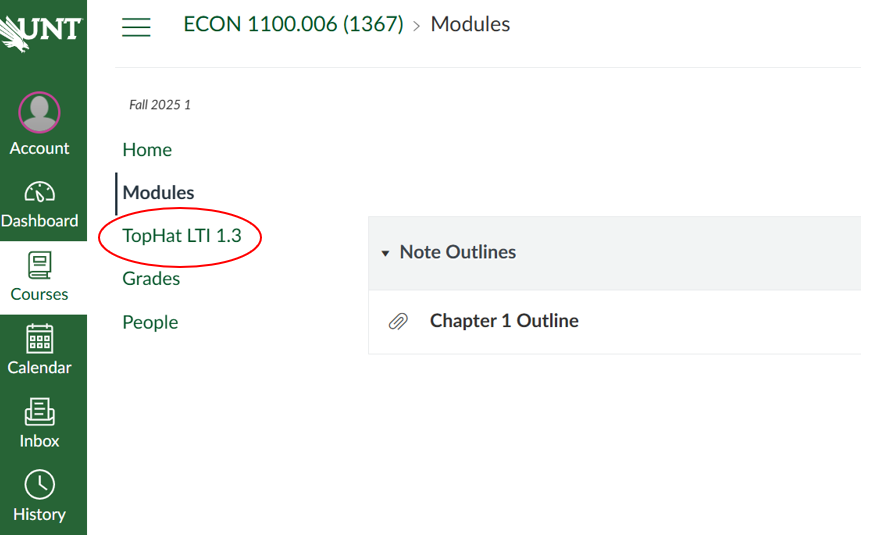 UNT
ECON 1100.006 (1367) > Modules
Fall 2025 1
Account
Home
Modules
Dashboard
TopHat LTI 1.3
Note Outlines
Grades
Courses
People
Chapter 1 Outline
Calendar
Inbox
History